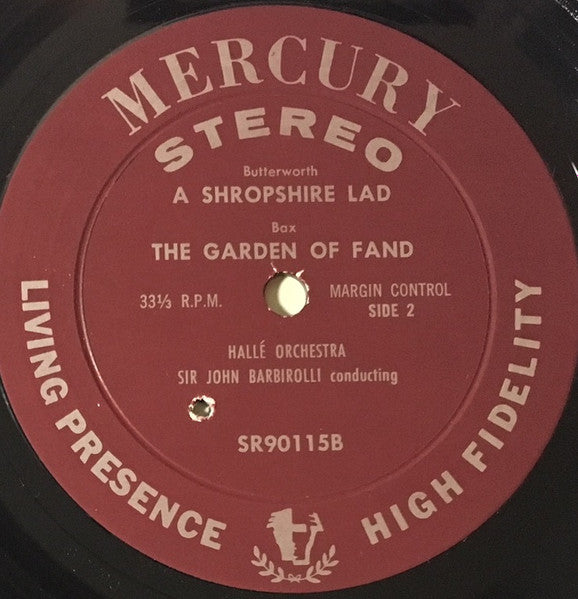 MERCURY
STEREO
Butterworth
A SHROPSHIRE LAD
Bax
THE GARDEN OF FAND
33⅓ R.P.M.
MARGIN CONTROL
SIDE 2
HALLÉ ORCHESTRA
SIR JOHN BARBIROLLI conducting
SR90115B
LIVING PRESENCE
HIGH FIDELITY